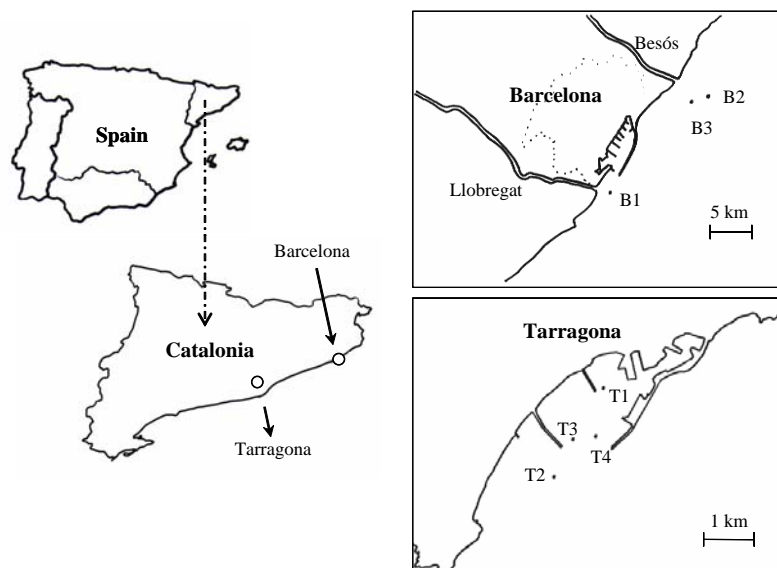 Spain
Barcelona
Catalonia
Tarragona
Besós
Barcelona
B2
B3
Llobregat
B1
5 km
Tarragona
T1
T3
T4
T2
1 km